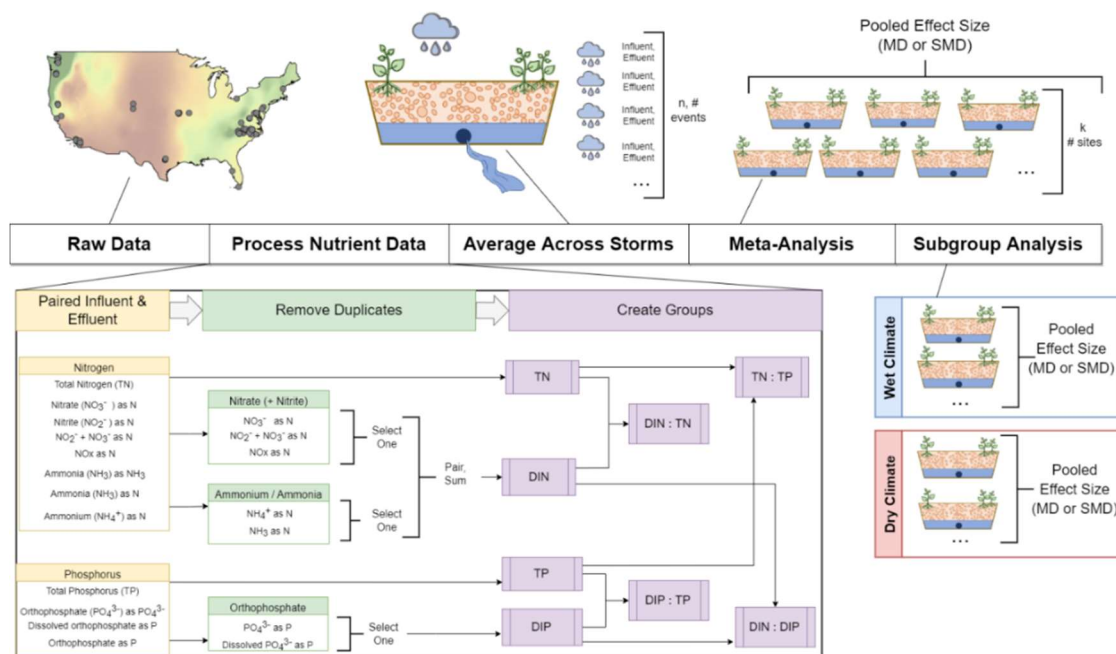 Pooled Effect Size
(MD or SMD)
Influent,
Effluent
Influent,
Effluent
Influent,
Effluent
Influent,
Effluent
...
n, #
events
k
# sites
...
Raw Data
Process Nutrient Data
Average Across Storms
Meta-Analysis
Subgroup Analysis
Paired Influent &
Effluent
Remove Duplicates
Create Groups
Nitrogen
Total Nitrogen (TN)
Nitrate (NO₃⁻ ) as N
Nitrite (NO₂⁻) as N
NO₂⁻ + NO₃⁻ as N
NOx as N
Ammonia (NH₃) as NH₃
Ammonia (NH₃) as N
Ammonium (NH₄⁺) as N
Nitrate (+ Nitrite)
NO₃⁻ as N
NO₂⁻ + NO₃⁻ as N
NOx as N
Select
One
Ammonium / Ammonia
NH₄⁺ as N
NH₃ as N
Select
One
Pair,
Sum
TN
DIN
DIN : TN
TN : TP
Phosphorus
Total Phosphorus (TP)
Orthophosphate (PO₄³⁻) as PO₄³⁻
Dissolved orthophosphate as P
Orthophosphate as P
Orthophosphate
PO₄³⁻ as P
Dissolved PO₄³⁻ as P
Select
One
TP
DIP
DIP : TP
DIN : DIP
Wet Climate
...
Pooled
Effect Size
(MD or SMD)
Dry Climate
...
Pooled
Effect Size
(MD or SMD)